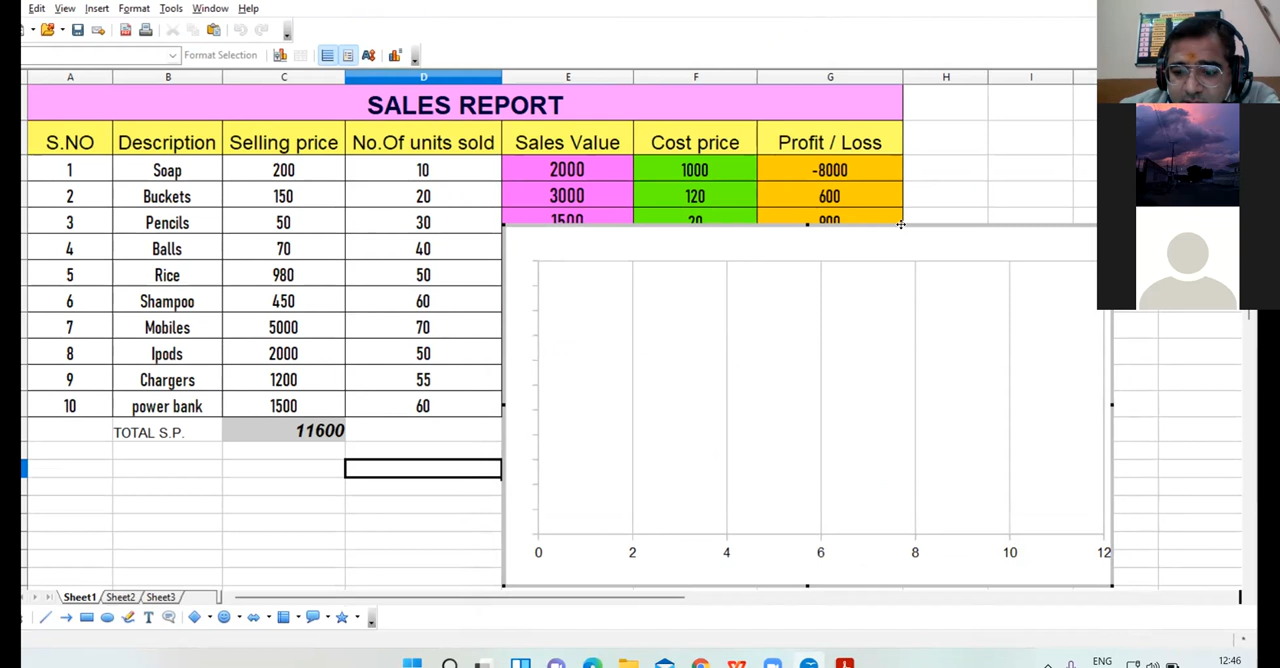 Edit View Insert Format Tools Window Help
Format Selection
A B C D E F G H I
SALES REPORT
S.NO Description Selling price No.Of units sold Sales Value Cost price Profit / Loss
1 Soap 200 10 2000 1000 -8000
2 Buckets 150 20 3000 120 600
3 Pencils 50 30 1500 20 900
4 Balls 70 40
5 Rice 980 50
6 Shampoo 450 60
7 Mobiles 5000 70
8 Ipods 2000 50
9 Chargers 1200 55
10 power bank 1500 60
TOTAL S.P. 11600
0 2 4 6 8 10 12
Sheet1 Sheet2 Sheet3
T
ENG 12:46